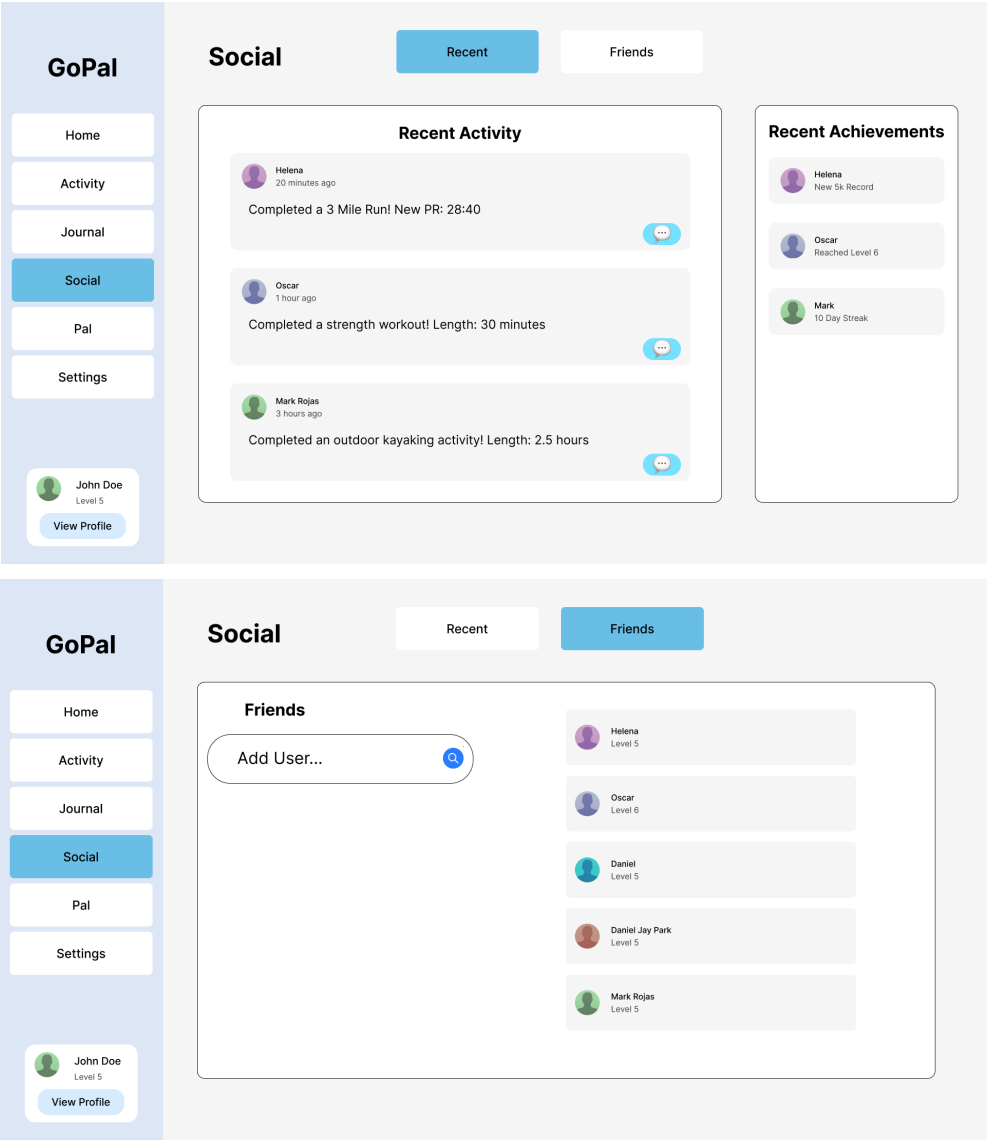 GoPal
Home
Activity
Journal
Social
Pal
Settings
John Doe
Level 5
View Profile
Social
Recent
Friends
Recent Activity
Helena
20 minutes ago
Completed a 3 Mile Run! New PR: 28:40
Oscar
1 hour ago
Completed a strength workout! Length: 30 minutes
Mark Rojas
3 hours ago
Completed an outdoor kayaking activity! Length: 2.5 hours
Recent Achievements
Helena
New 5k Record
Oscar
Reached Level 6
Mark
10 Day Streak
GoPal
Home
Activity
Journal
Social
Pal
Settings
John Doe
Level 5
View Profile
Social
Recent
Friends
Friends
Add User...
Helena
Level 5
Oscar
Level 6
Daniel
Level 5
Daniel Jay Park
Level 5
Mark Rojas
Level 5